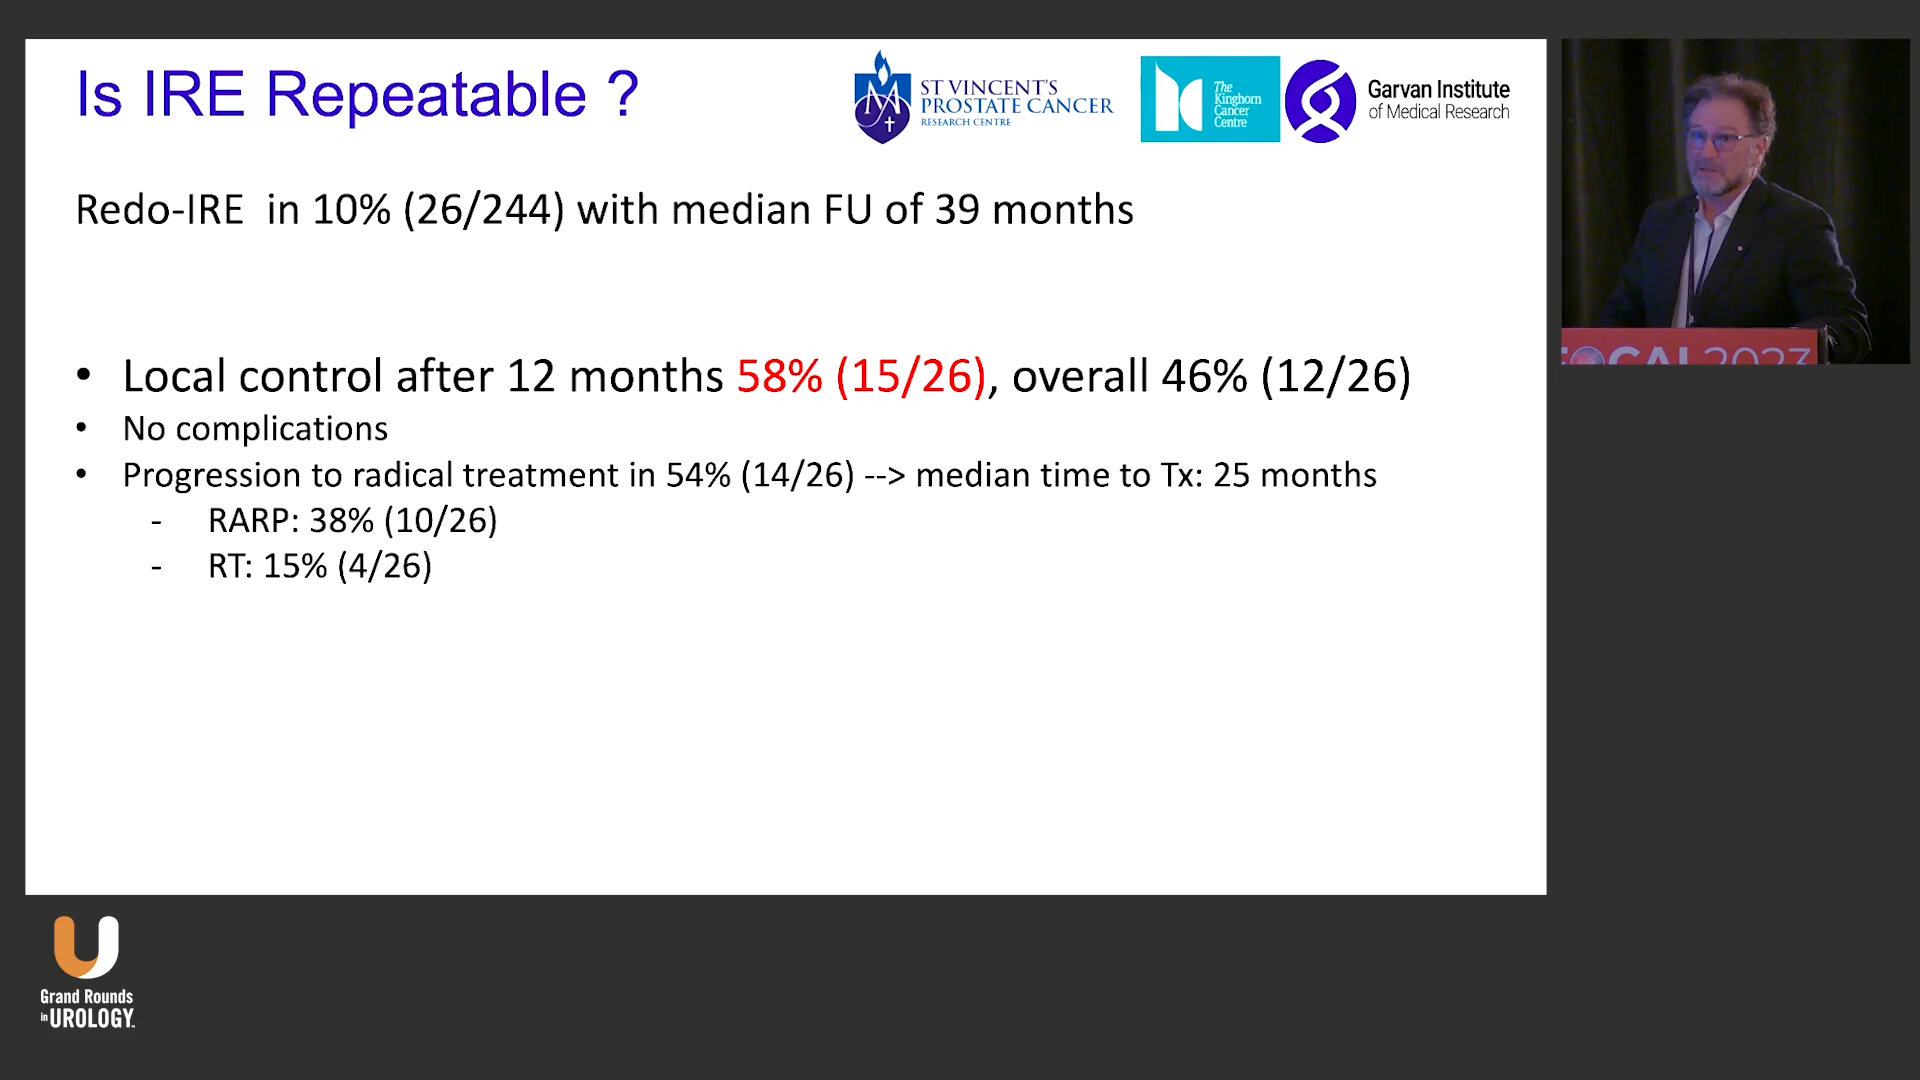 Is IRE Repeatable ?
ST VINCENT'S
PROSTATE CANCER
RESEARCH CENTRE
The
Kinghorn
Cancer
Centre
Garvan Institute
of Medical Research
Redo-IRE in 10% (26/244) with median FU of 39 months
• Local control after 12 months 58% (15/26), overall 46% (12/26)
• No complications
• Progression to radical treatment in 54% (14/26) --> median time to Tx: 25 months
- RARP: 38% (10/26)
- RT: 15% (4/26)
FOCAL 2023
Grand Rounds
in UROLOGY